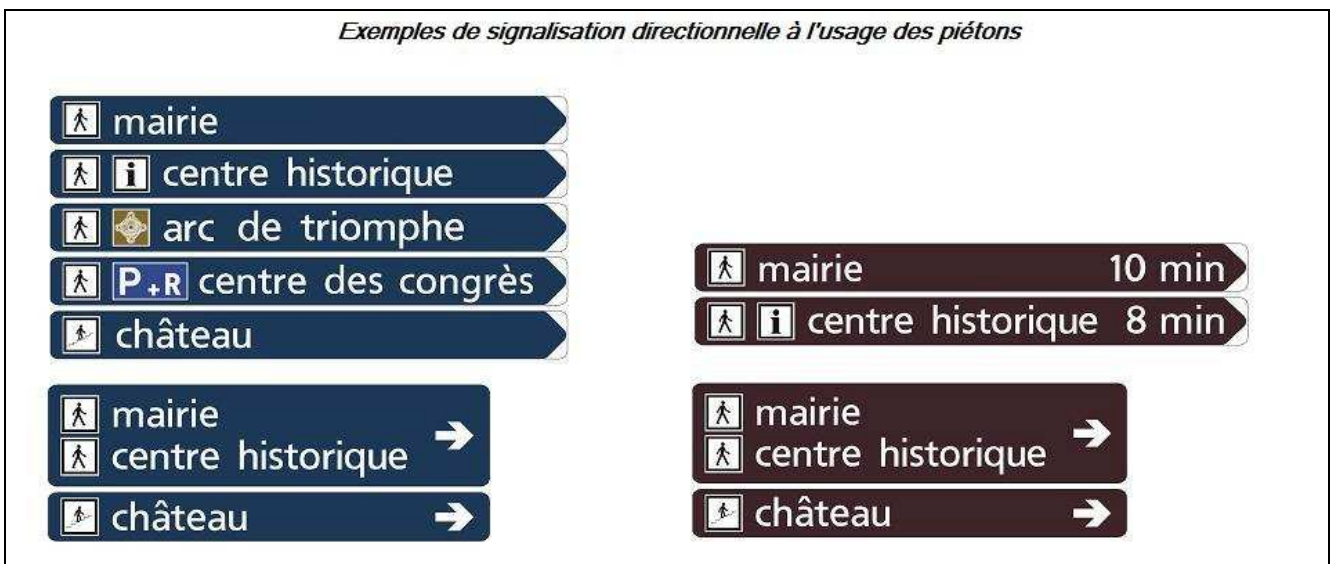 Exemples de signalisation directionnelle à l'usage des piétons
mairie
i centre historique
arc de triomphe
P+R centre des congrès
château
mairie
centre historique
château
mairie 10 min
i centre historique 8 min
mairie
centre historique
château